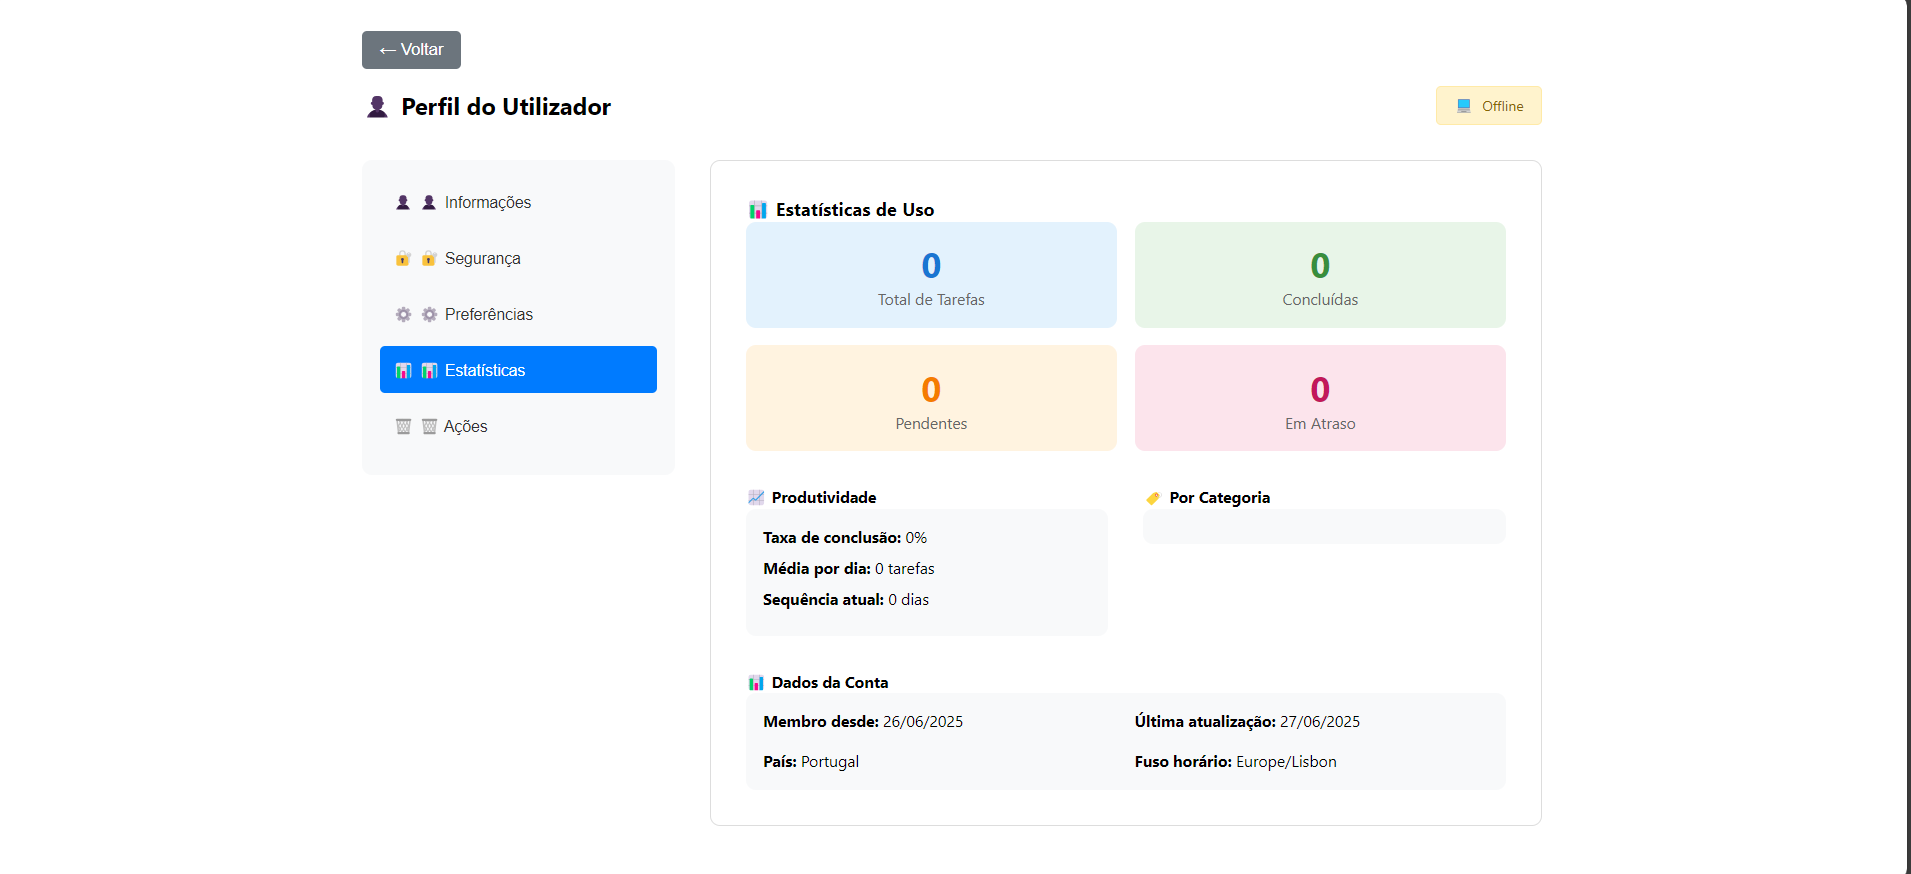 ← Voltar
Perfil do Utilizador
Offline
Informações
Segurança
Preferências
Estatísticas
Ações
Estatísticas de Uso
0
Total de Tarefas
0
Concluídas
0
Pendentes
0
Em Atraso
Produtividade
Taxa de conclusão: 0%
Média por dia: 0 tarefas
Sequência atual: 0 dias
Por Categoria
Dados da Conta
Membro desde: 26/06/2025
Última atualização: 27/06/2025
País: Portugal
Fuso horário: Europe/Lisbon